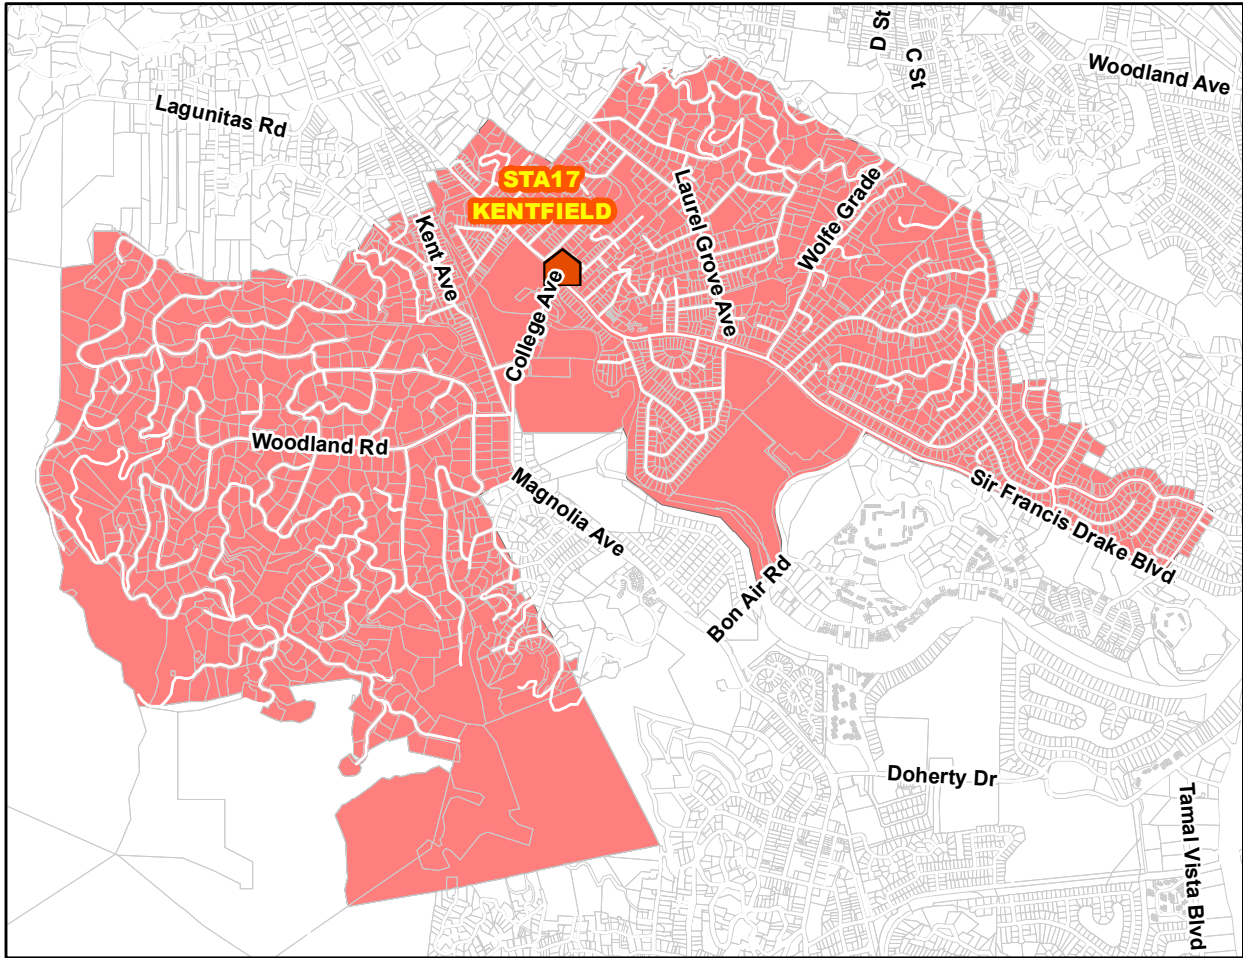 D St
C St
Woodland Ave
Lagunitas Rd
STA17
KENTFIELD
Laurel Grove Ave
Wolfe Grade
Kent Ave
College Ave
Woodland Rd
Magnolia Ave
Sir Francis Drake Blvd
Bon Air Rd
Doherty Dr
Tamal Vista Blvd